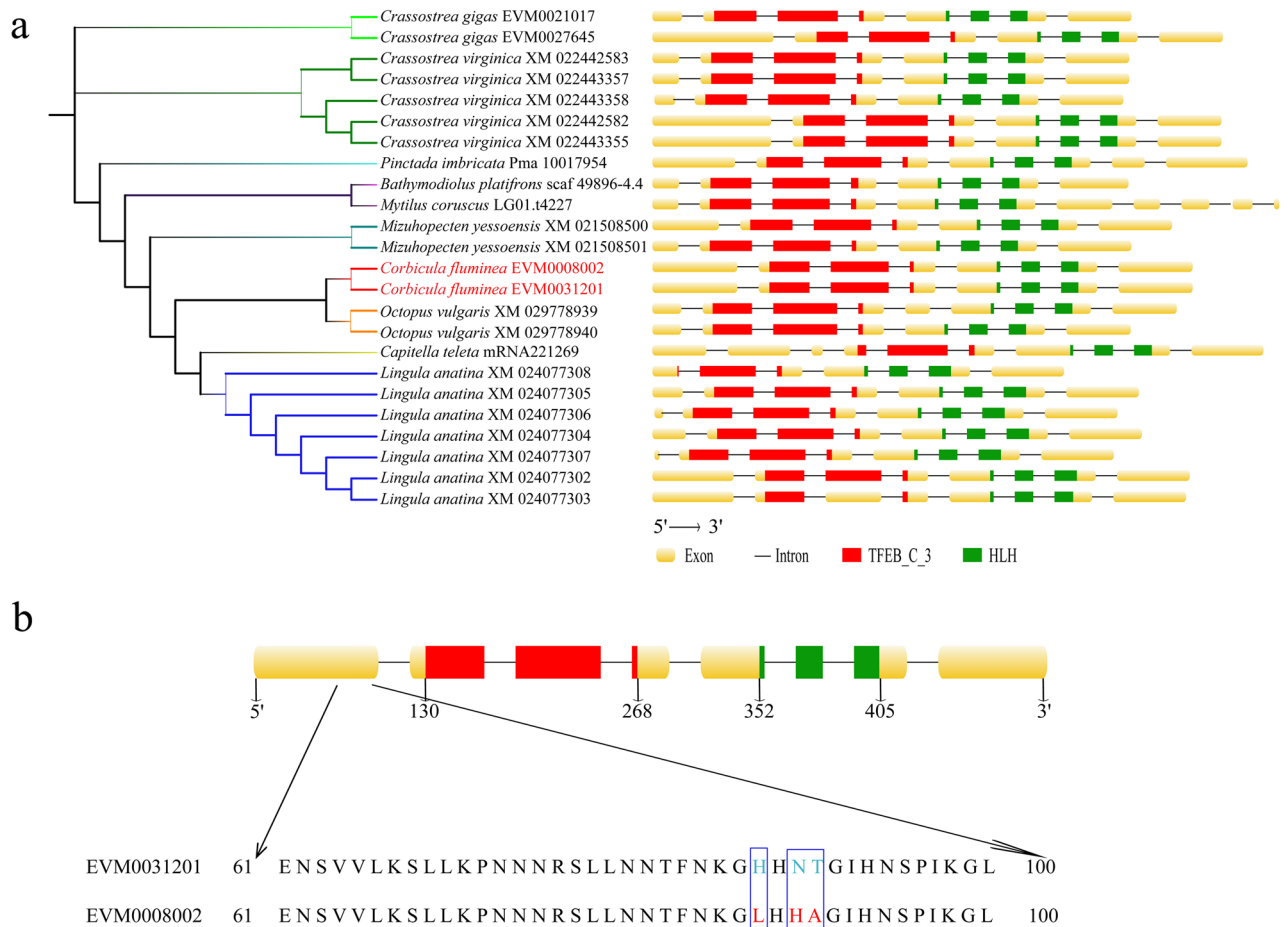 a
Crassostrea gigas EVM0021017
Crassostrea gigas EVM0027645
Crassostrea virginica XM 022442583
Crassostrea virginica XM 022443357
Crassostrea virginica XM 022443358
Crassostrea virginica XM 022442582
Crassostrea virginica XM 022443355
Pinctada imbricata Pma 10017954
Bathymodiolus platifrons scaf 49896-4.4
Mytilus coruscus LG01.t4227
Mizuhopecten yessoensis XM 021508500
Mizuhopecten yessoensis XM 021508501
Corbicula fluminea EVM0008002
Corbicula fluminea EVM0031201
Octopus vulgaris XM 029778939
Octopus vulgaris XM 029778940
Capitella teleta mRNA221269
Lingula anatina XM 024077308
Lingula anatina XM 024077305
Lingula anatina XM 024077306
Lingula anatina XM 024077304
Lingula anatina XM 024077307
Lingula anatina XM 024077302
Lingula anatina XM 024077303
5' → 3'
Exon Intron TFEB_C_3 HLH
b
5' 130 268 352 405 3'
EVM0031201 61 E N S V V L K S L L K P N N N R S L L N N T F N K G H H N T G I H N S P I K G L 100
EVM0008002 61 E N S V V L K S L L K P N N N R S L L N N T F N K G L H H A G I H N S P I K G L 100